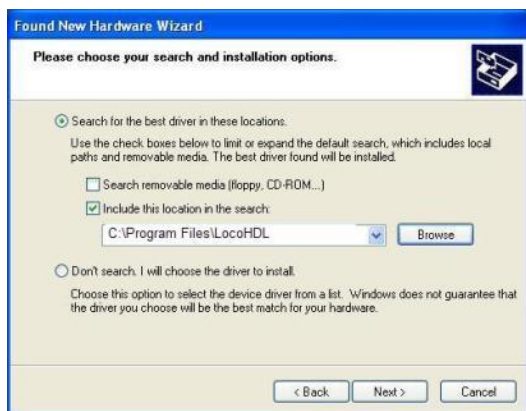 Found New Hardware Wizard
Please choose your search and installation options.
Search for the best driver in these locations.
Use the check boxes below to limit or expand the default search, which includes local
paths and removable media. The best driver found will be installed.
Search removable media (floppy, CD-ROM...)
Include this location in the search:
C:\Program Files\LocoHDL
Browse
Don't search. I will choose the driver to install.
Choose this option to select the device driver from a list. Windows does not guarantee that
the driver you choose will be the best match for your hardware.
< Back Next > Cancel